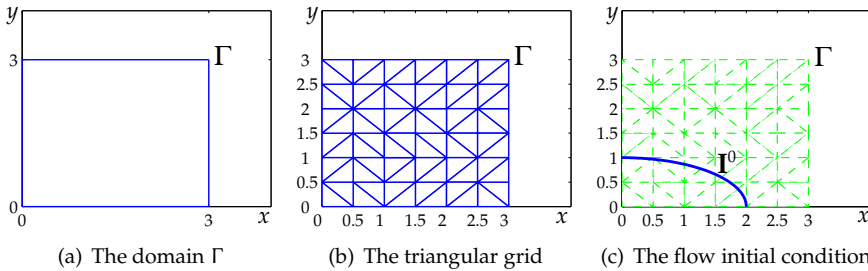 y
Γ
3
0
3
x
(a) The domain Γ
y
Γ
3
2.5
2
1.5
1
0.5
0
0 0.5 1 1.5 2 2.5 3
x
(b) The triangular grid
y
Γ
3
2.5
2
1.5
1
0.5
0
I⁰
0 0.5 1 1.5 2 2.5 3
x
(c) The flow initial condition